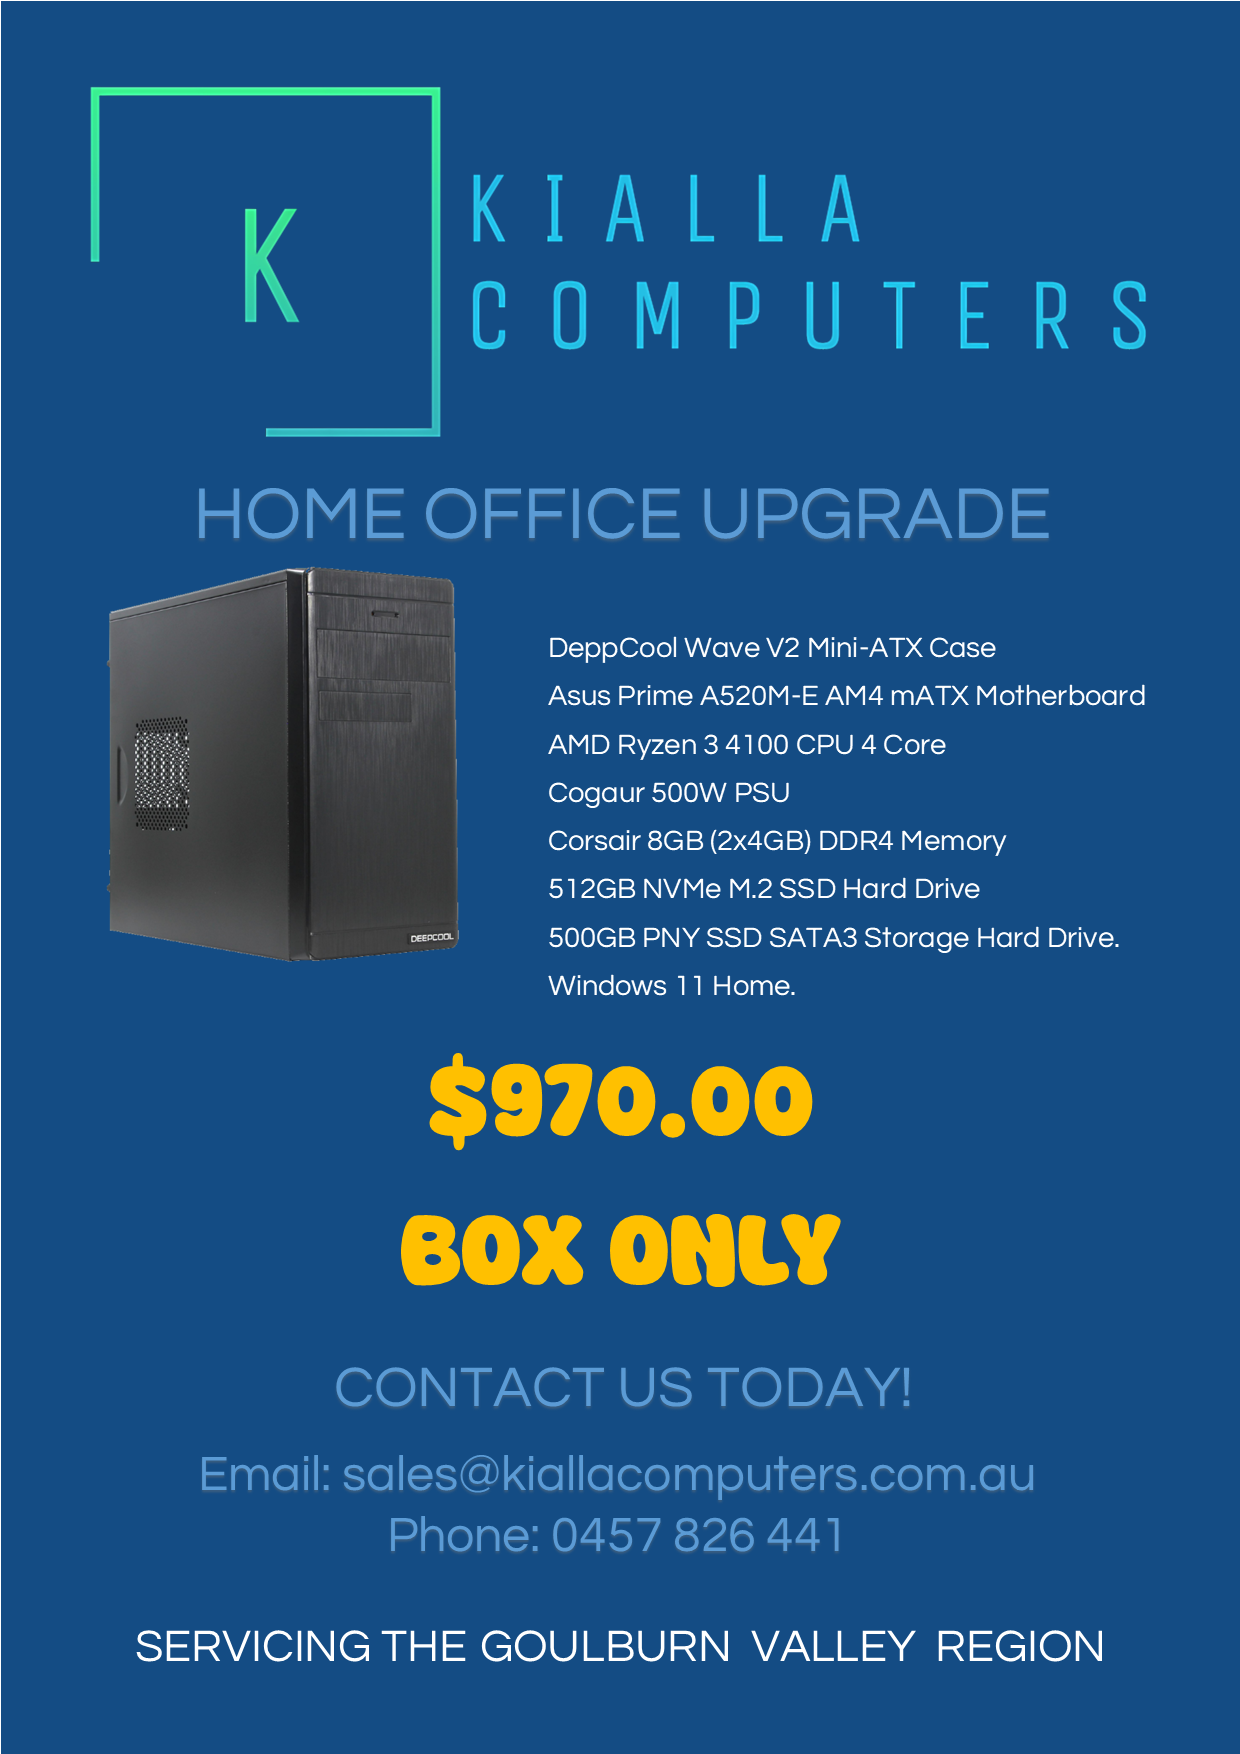 K
KIALLA
COMPUTERS
HOME OFFICE UPGRADE
DeppCool Wave V2 Mini-ATX Case
Asus Prime A520M-E AM4 mATX Motherboard
AMD Ryzen 3 4100 CPU 4 Core
Cogaur 500W PSU
Corsair 8GB (2x4GB) DDR4 Memory
512GB NVMe M.2 SSD Hard Drive
500GB PNY SSD SATA3 Storage Hard Drive.
Windows 11 Home.
DEEPCOOL
$970.00
BOX ONLY
CONTACT US TODAY!
Email: sales@kiallacomputers.com.au
Phone: 0457 826 441
SERVICING THE GOULBURN VALLEY REGION